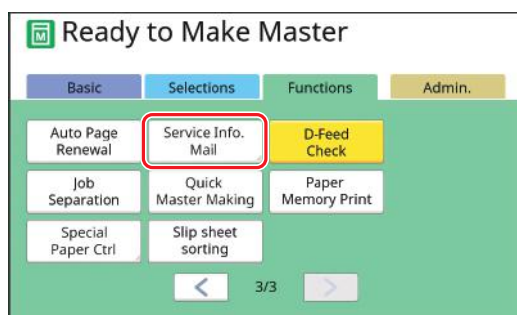 M Ready to Make Master
Basic Selections Functions Admin.
Auto Page
Renewal
Service Info.
Mail
D-Feed
Check
Job
Separation
Quick
Master Making
Paper
Memory Print
Special
Paper Ctrl
Slip sheet
sorting
< 3/3 >